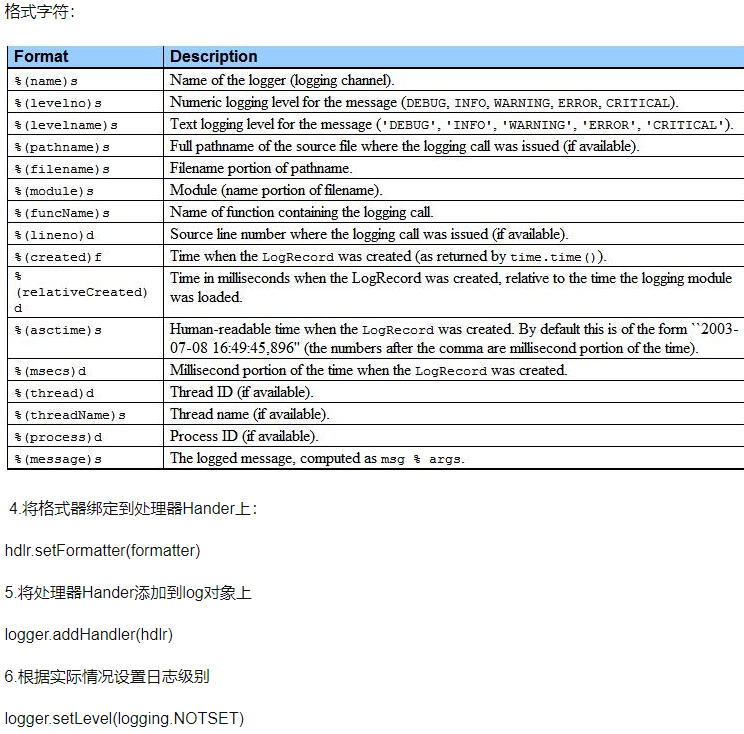 格式字符：
Format Description
%(name)s Name of the logger (logging channel).
%(levelno)s Numeric logging level for the message (DEBUG, INFO, WARNING, ERROR, CRITICAL).
%(levelname)s Text logging level for the message ('DEBUG', 'INFO', 'WARNING', 'ERROR', 'CRITICAL').
%(pathname)s Full pathname of the source file where the logging call was issued (if available).
%(filename)s Filename portion of pathname.
%(module)s Module (name portion of filename).
%(funcName)s Name of function containing the logging call.
%(lineno)d Source line number where the logging call was issued (if available).
%(created)f Time when the LogRecord was created (as returned by time.time()).
%
(relativeCreated)
d
Time in milliseconds when the LogRecord was created, relative to the time the logging module
was loaded.
%(asctime)s Human-readable time when the LogRecord was created. By default this is of the form ``2003-
07-08 16:49:45,896'' (the numbers after the comma are millisecond portion of the time).
%(msecs)d Millisecond portion of the time when the LogRecord was created.
%(thread)d Thread ID (if available).
%(threadName)s Thread name (if available).
%(process)d Process ID (if available).
%(message)s The logged message, computed as msg % args.
4.将格式器绑定到处理器Hander上：
hdlr.setFormatter(formatter)
5.将处理器Hander添加到log对象上
logger.addHandler(hdlr)
6.根据实际情况设置日志级别
logger.setLevel(logging.NOTSET)